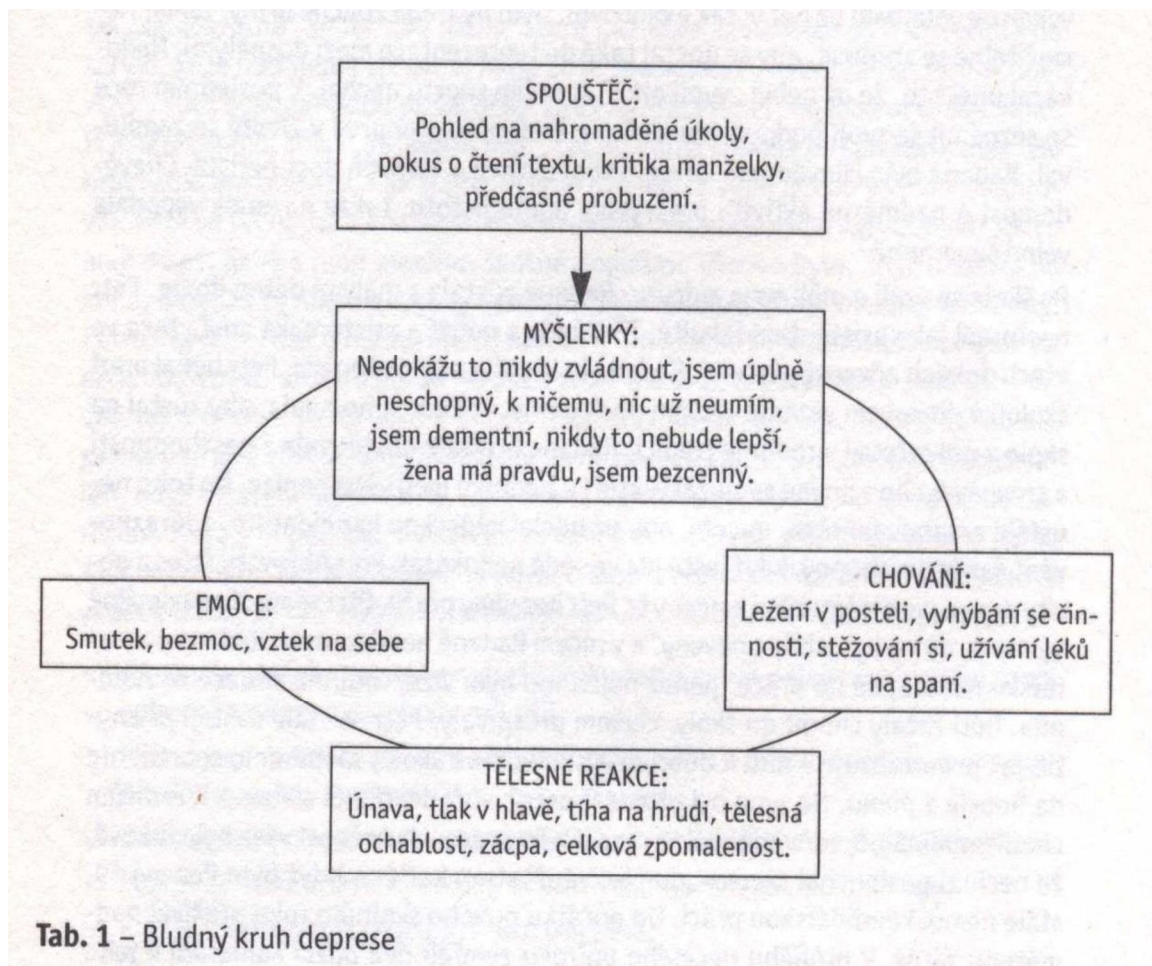 SPOUŠTĚČ:
Pohled na nahromaděné úkoly,
pokus o čtení textu, kritika manželky,
předčasné probuzení.
MYŠLENKY:
Nedokážu to nikdy zvládnout, jsem úplně
neschopný, k ničemu, nic už neumím,
jsem dementní, nikdy to nebude lepší,
žena má pravdu, jsem bezcenný.
EMOCE:
Smutek, bezmoc, vztek na sebe
CHOVÁNÍ:
Ležení v posteli, vyhýbání se čin-
nosti, stěžování si, užívání léků
na spaní.
TĚLESNÉ REAKCE:
Únava, tlak v hlavě, tíha na hrudi, tělesná
ochablost, zácpa, celková zpomalenost.
Tab. 1 – Bludný kruh deprese